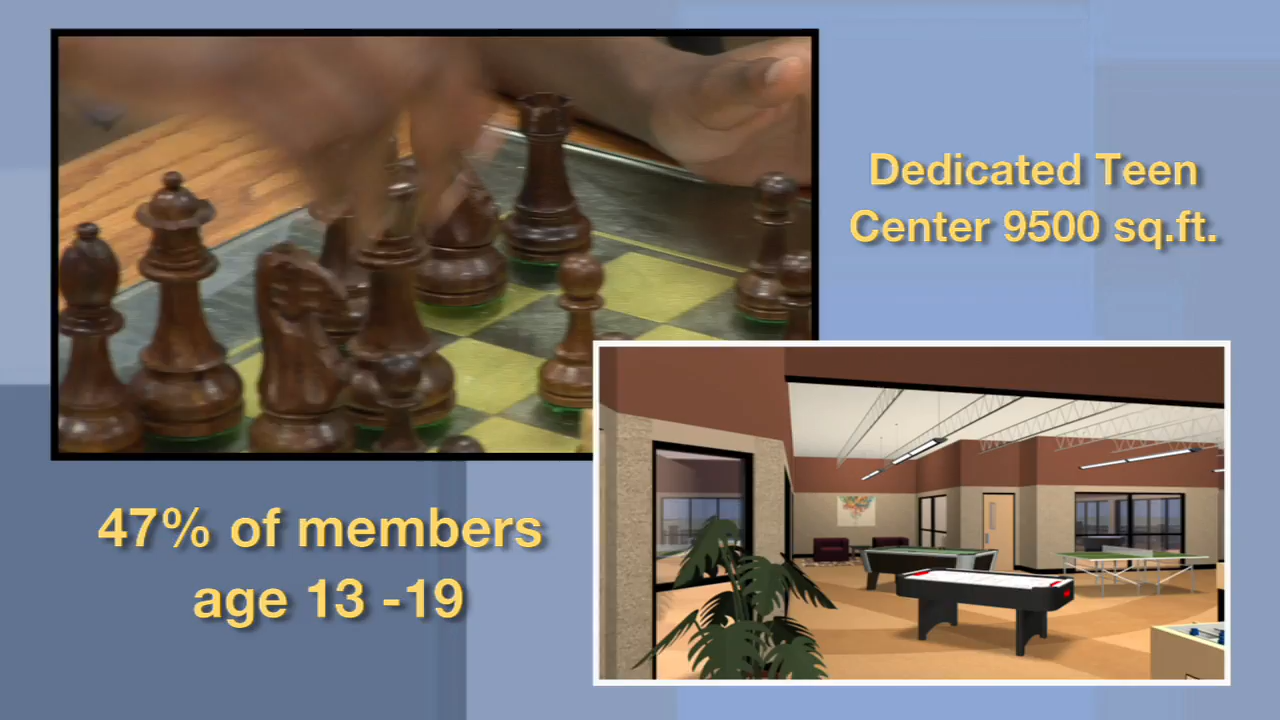 Dedicated Teen
Center 9500 sq.ft.
47% of members
age 13 -19